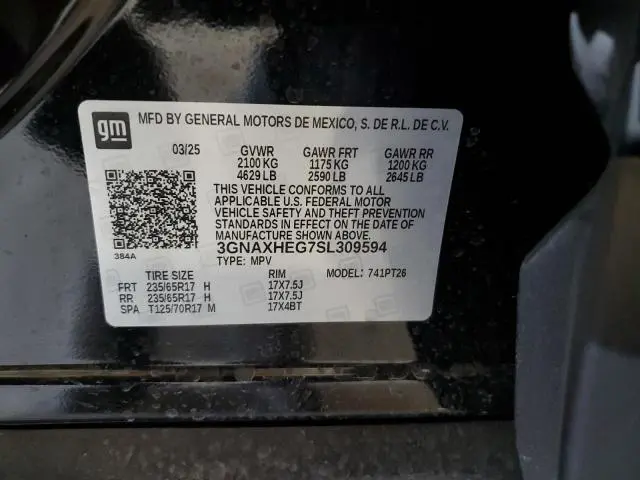 gm
MFD BY GENERAL MOTORS DE MEXICO, S. DE R.L. DE C.V.
03/25 GVWR GAWR FRT GAWR RR
2100 KG 1175 KG 1200 KG
4629 LB 2590 LB 2645 LB
THIS VEHICLE CONFORMS TO ALL
APPLICABLE U.S. FEDERAL MOTOR
VEHICLE SAFETY AND THEFT PREVENTION
STANDARDS IN EFFECT ON THE DATE OF
MANUFACTURE SHOWN ABOVE.
3GNAXHEG7SL309594
384A
TYPE: MPV MODEL: 741PT26
TIRE SIZE RIM
FRT 235/65R17 H 17X7.5J
RR 235/65R17 H 17X7.5J
SPA T125/70R17 M 17X4BT